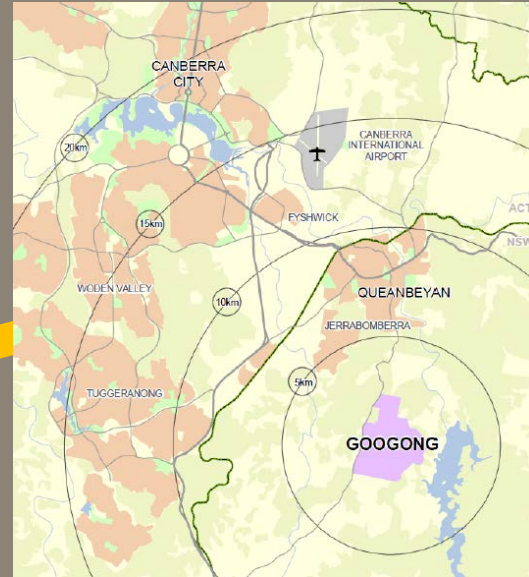 CANBERRA
CITY
20km
CANBERRA
INTERNATIONAL
AIRPORT
15km
FYSHWICK
ACT
NSW
WODEN VALLEY
10km
QUEANBEYAN
JERRABOMBERRA
5km
TUGGERANONG
GOOGONG